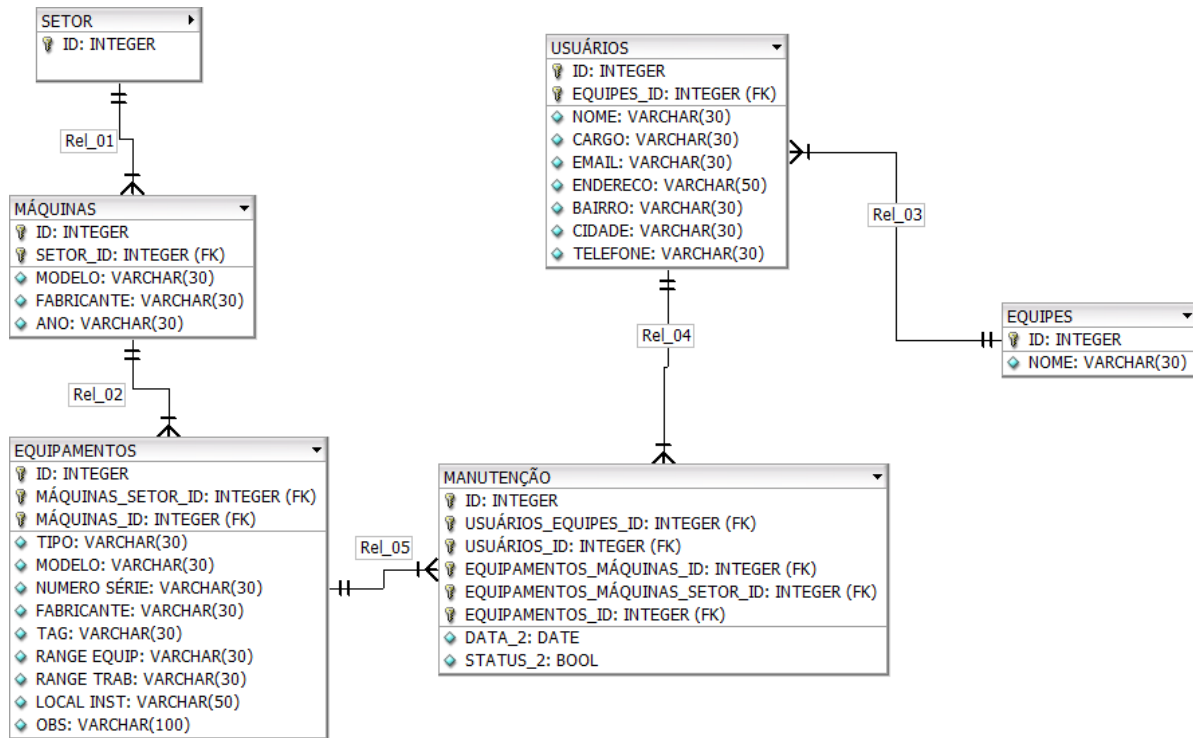 SETOR
ID: INTEGER
Rel_01
MÁQUINAS
ID: INTEGER
SETOR_ID: INTEGER (FK)
MODELO: VARCHAR(30)
FABRICANTE: VARCHAR(30)
ANO: VARCHAR(30)
Rel_02
EQUIPAMENTOS
ID: INTEGER
MÁQUINAS_SETOR_ID: INTEGER (FK)
MÁQUINAS_ID: INTEGER (FK)
TIPO: VARCHAR(30)
MODELO: VARCHAR(30)
NUMERO SÉRIE: VARCHAR(30)
FABRICANTE: VARCHAR(30)
TAG: VARCHAR(30)
RANGE EQUIP: VARCHAR(30)
RANGE TRAB: VARCHAR(30)
LOCAL INST: VARCHAR(50)
OBS: VARCHAR(100)
USUÁRIOS
ID: INTEGER
EQUIPES_ID: INTEGER (FK)
NOME: VARCHAR(30)
CARGO: VARCHAR(30)
EMAIL: VARCHAR(30)
ENDERECO: VARCHAR(50)
BAIRRO: VARCHAR(30)
CIDADE: VARCHAR(30)
TELEFONE: VARCHAR(30)
Rel_03
EQUIPES
ID: INTEGER
NOME: VARCHAR(30)
Rel_04
Rel_05
MANUTENÇÃO
ID: INTEGER
USUÁRIOS_EQUIPES_ID: INTEGER (FK)
USUÁRIOS_ID: INTEGER (FK)
EQUIPAMENTOS_MÁQUINAS_ID: INTEGER (FK)
EQUIPAMENTOS_MÁQUINAS_SETOR_ID: INTEGER (FK)
EQUIPAMENTOS_ID: INTEGER (FK)
DATA_2: DATE
STATUS_2: BOOL